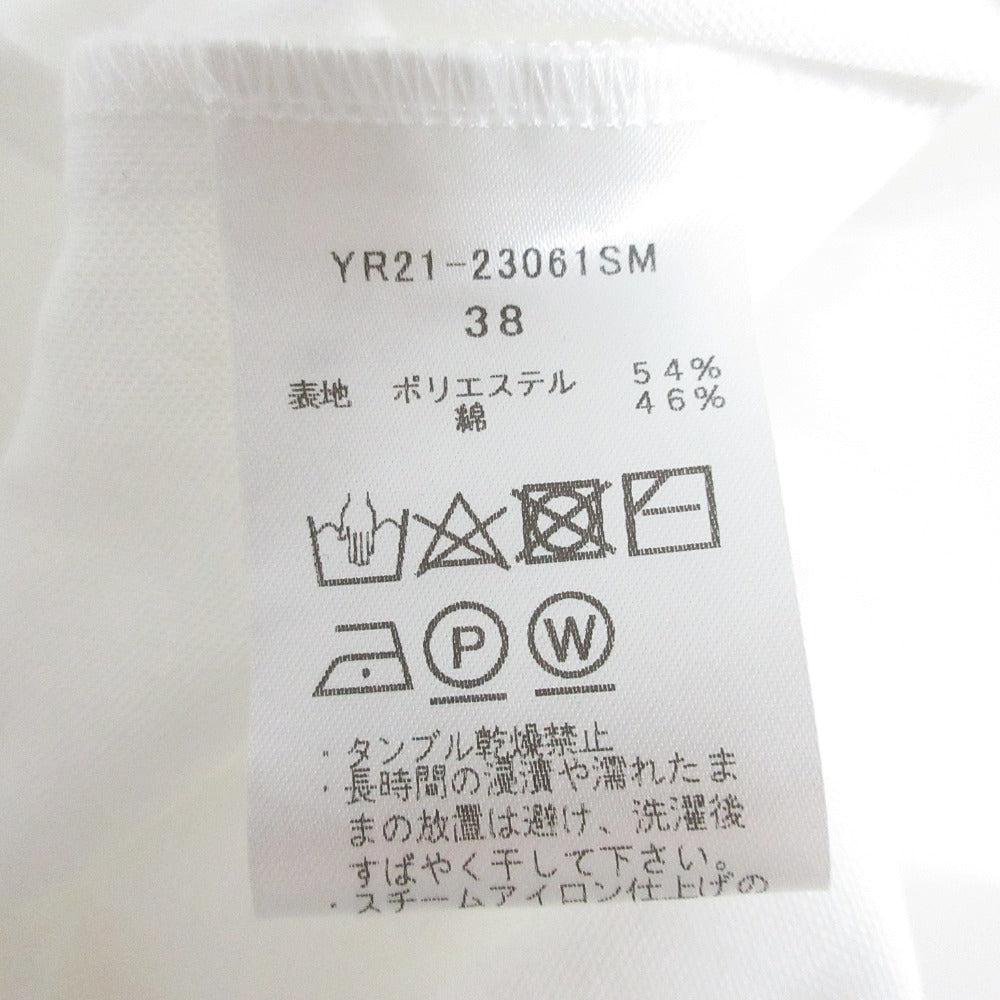 YR21-23061SM
38
表地 ポリエステル 54%
綿 46%
P W
・タンブル乾燥禁止
・長時間の浸漬や濡れたま
まの放置は避け、洗濯後
すばやく干して下さい。
・スチームアイロン仕上げの